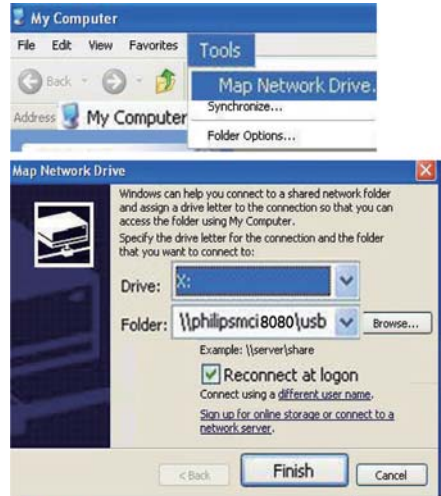 My Computer
File Edit View Favorites Tools
Back
Map Network Drive...
Synchronize...
Address My Computer
Folder Options...
Map Network Drive
Windows can help you connect to a shared network folder
and assign a drive letter to the connection so that you can
access the folder using My Computer.
Specify the drive letter for the connection and the folder
that you want to connect to:
Drive: X:
Folder: \\philipsmci8080\usb Browse...
Example: \\server\share
Reconnect at logon
Connect using a different user name.
Sign up for online storage or connect to a
network server.
< Back Finish Cancel